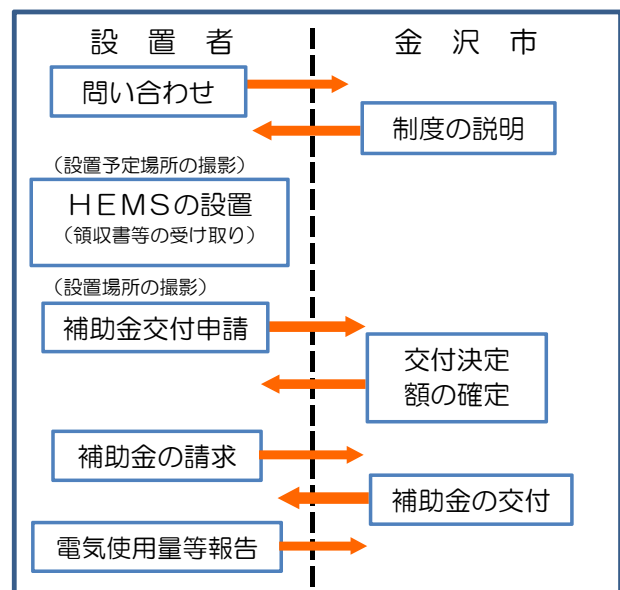 設置者
金沢市
問い合わせ
制度の説明
（設置予定場所の撮影）
ＨＥＭＳの設置
（領収書等の受け取り）
（設置場所の撮影）
補助金交付申請
交付決定
額の確定
補助金の請求
補助金の交付
電気使用量等報告